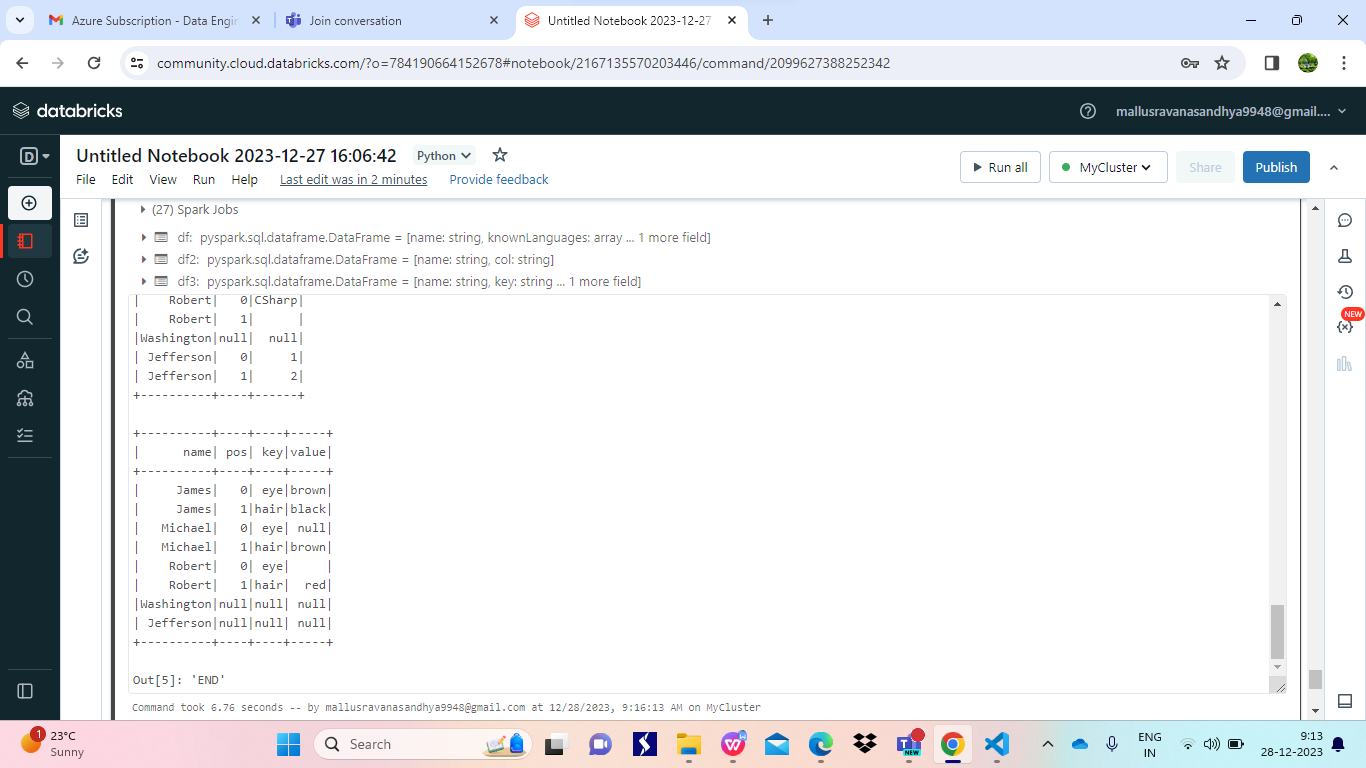 Azure Subscription - Data Engin
Join conversation
Untitled Notebook 2023-12-27
community.cloud.databricks.com/?o=784190664152678#notebook/2167135570203446/command/2099627388252342
databricks
mallusravanasandhya9948@gmail....
D
Untitled Notebook 2023-12-27 16:06:42
Python
File Edit View Run Help Last edit was in 2 minutes Provide feedback
Run all
MyCluster
Share
Publish
(27) Spark Jobs
df: pyspark.sql.dataframe.DataFrame = [name: string, knownLanguages: array ... 1 more field]
df2: pyspark.sql.dataframe.DataFrame = [name: string, col: string]
df3: pyspark.sql.dataframe.DataFrame = [name: string, key: string ... 1 more field]
|    Robert|   0|CSharp|
|    Robert|   1|      |
|Washington|null|  null|
| Jefferson|   0|     1|
| Jefferson|   1|     2|
+----------+----+------+
+----------+----+----+-----+
|      name| pos| key|value|
+----------+----+----+-----+
|     James|   0| eye|brown|
|     James|   1|hair|black|
|   Michael|   0| eye| null|
|   Michael|   1|hair|brown|
|    Robert|   0| eye|     |
|    Robert|   1|hair|  red|
|Washington|null|null| null|
| Jefferson|null|null| null|
+----------+----+----+-----+
Out[5]: 'END'
Command took 6.76 seconds -- by mallusravanasandhya9948@gmail.com at 12/28/2023, 9:16:13 AM on MyCluster
NEW
{x}
1
23°C
Sunny
Search
NEW
ENG
IN
9:13
28-12-2023